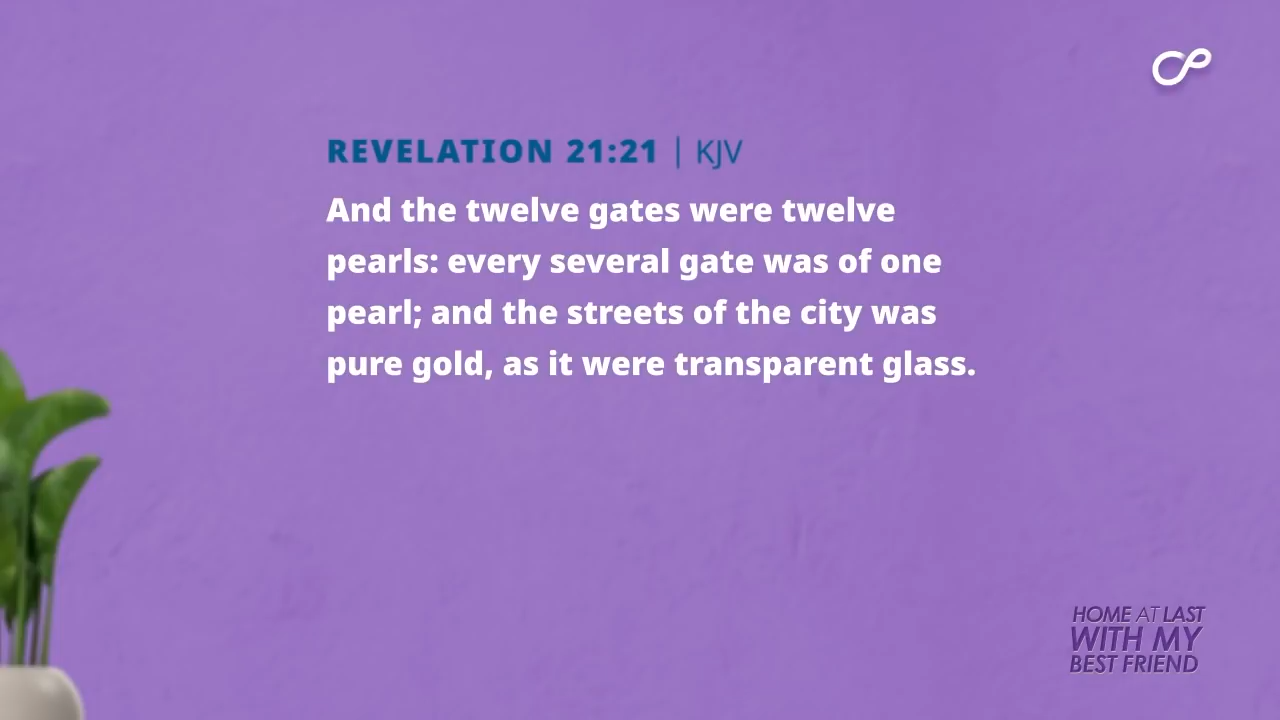 REVELATION 21:21 | KJV
And the twelve gates were twelve
pearls: every several gate was of one
pearl; and the streets of the city was
pure gold, as it were transparent glass.
HOME AT LAST
WITH MY
BEST FRIEND